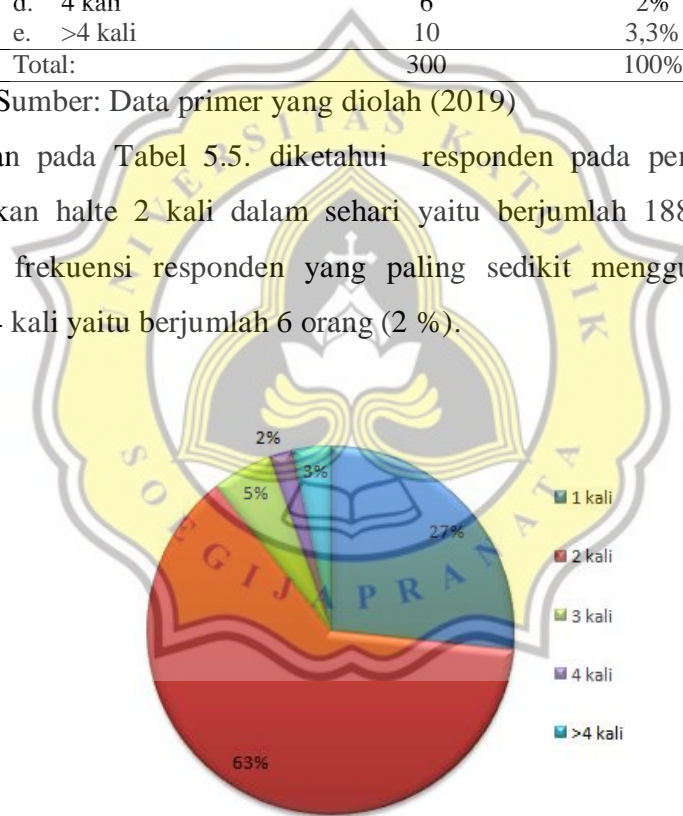 d. 4 kali 6 2%
e. >4 kali 10 3,3%
Total: 300 100%
Sumber: Data primer yang diolah (2019)
an pada Tabel 5.5. diketahui responden pada per
kan halte 2 kali dalam sehari yaitu berjumlah 188
frekuensi responden yang paling sedikit menggu
kali yaitu berjumlah 6 orang (2 %).
UNIVERSITAS KATOLIK
SOEGIJAPRANATA
2%
3%
5%
27%
63%
1 kali
2 kali
3 kali
4 kali
>4 kali